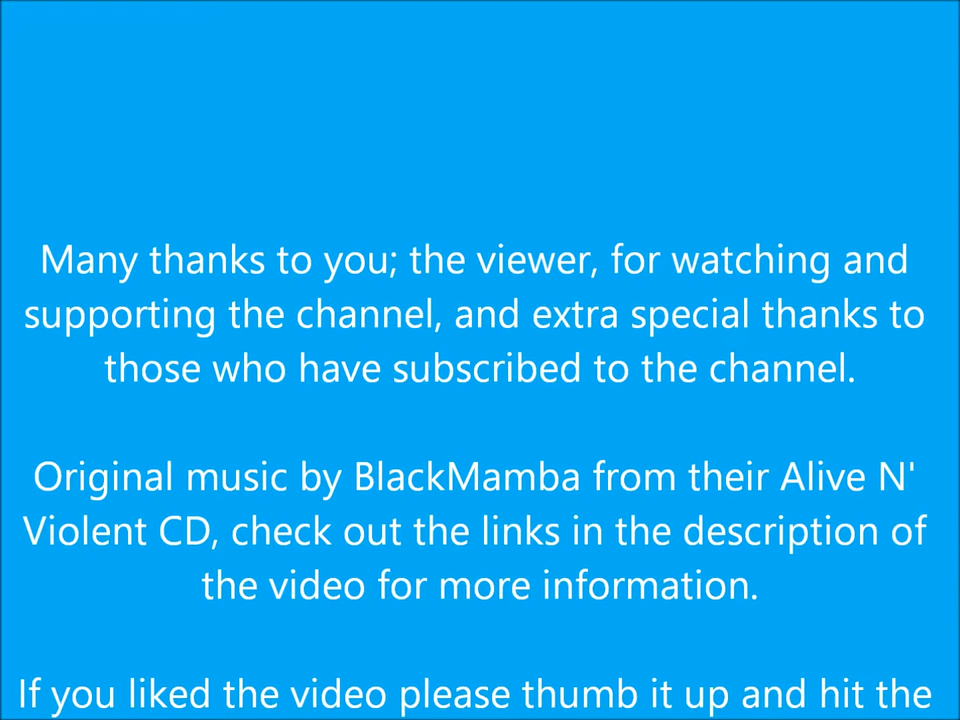 Many thanks to you; the viewer, for watching and
supporting the channel, and extra special thanks to
those who have subscribed to the channel.
Original music by BlackMamba from their Alive N'
Violent CD, check out the links in the description of
the video for more information.
If you liked the video please thumb it up and hit the